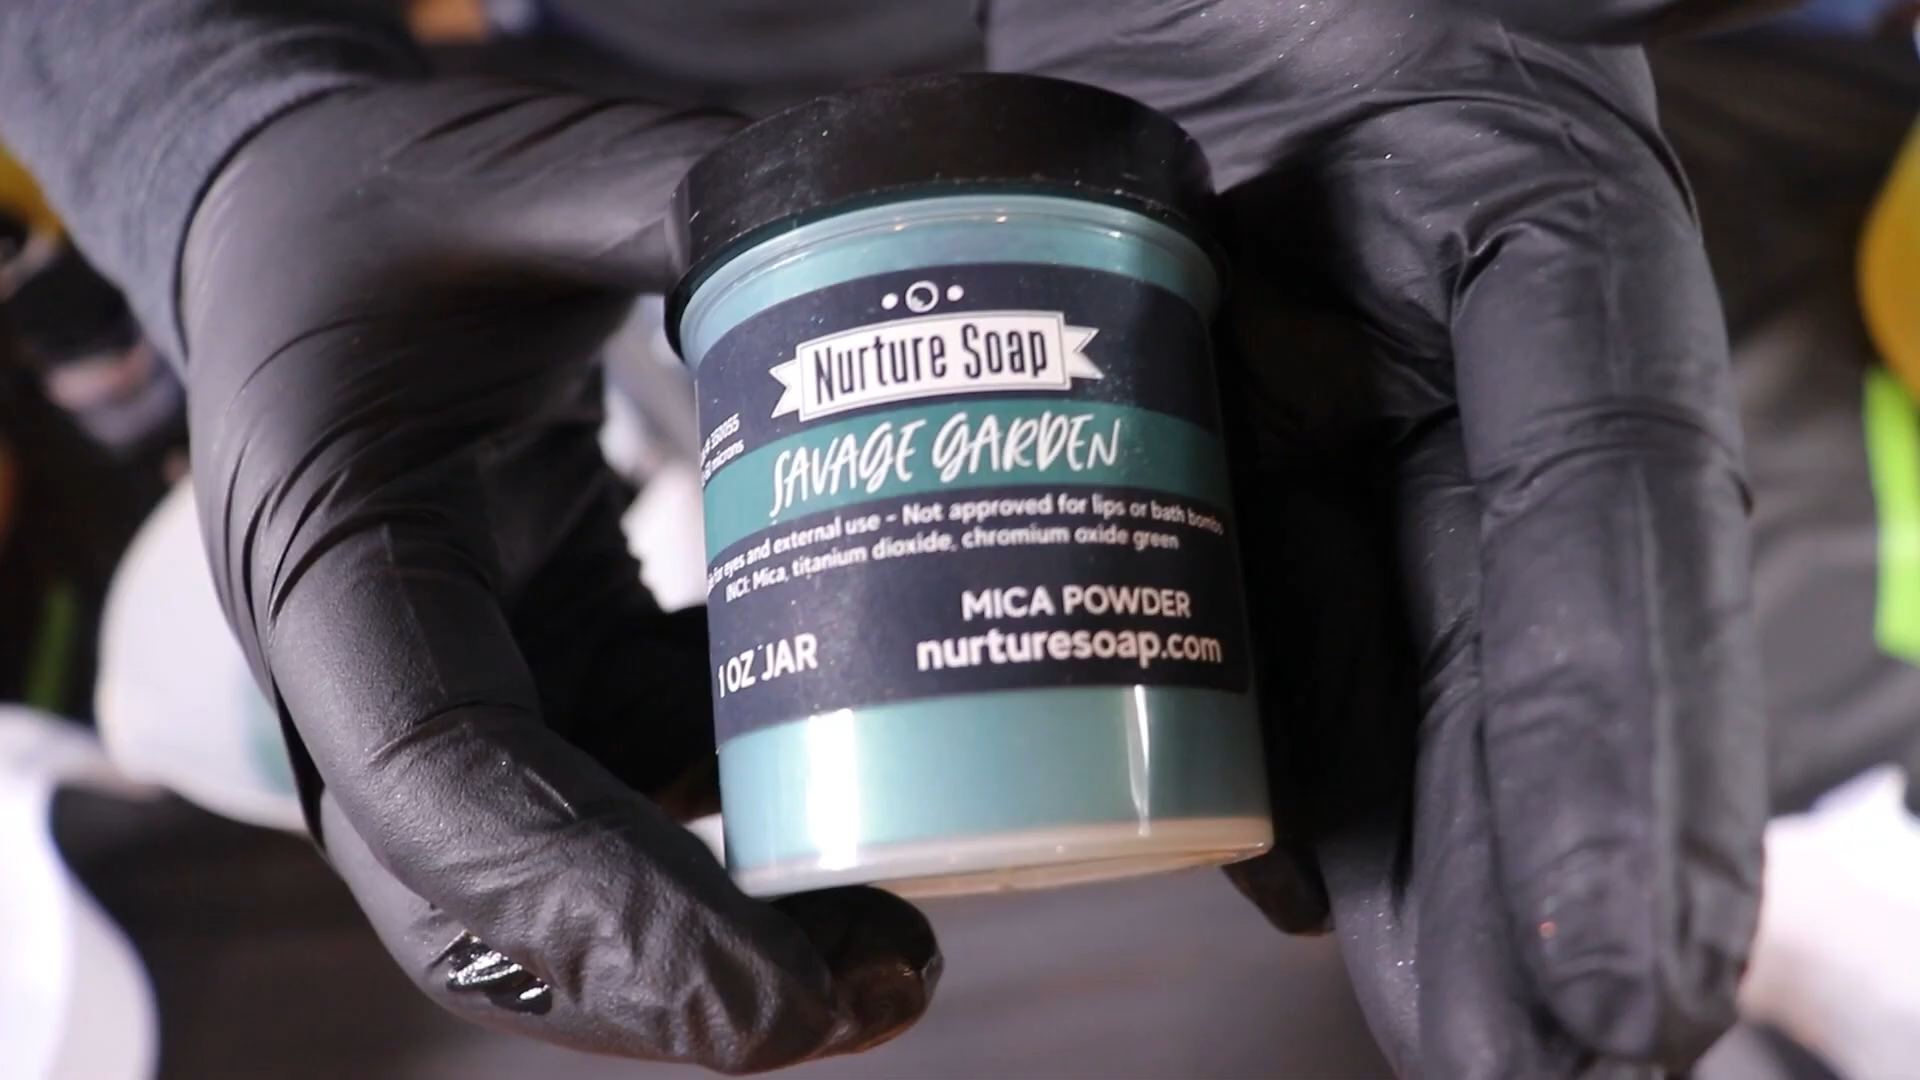 Nurture Soap
SAVAGE GARDEN
for eyes and external use - Not approved for lips or bath bombs
INCI: Mica, titanium dioxide, chromium oxide green
MICA POWDER
1 OZ JAR
nurturesoap.com
microns